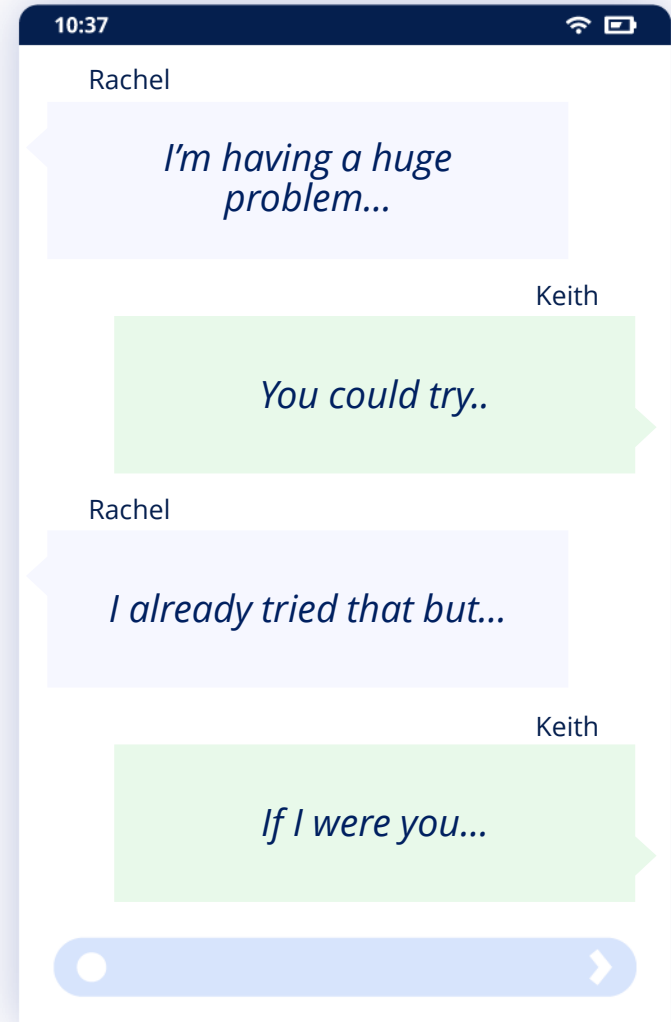 10:37
Rachel
I’m having a huge
problem...
Keith
You could try..
Rachel
I already tried that but...
Keith
If I were you...